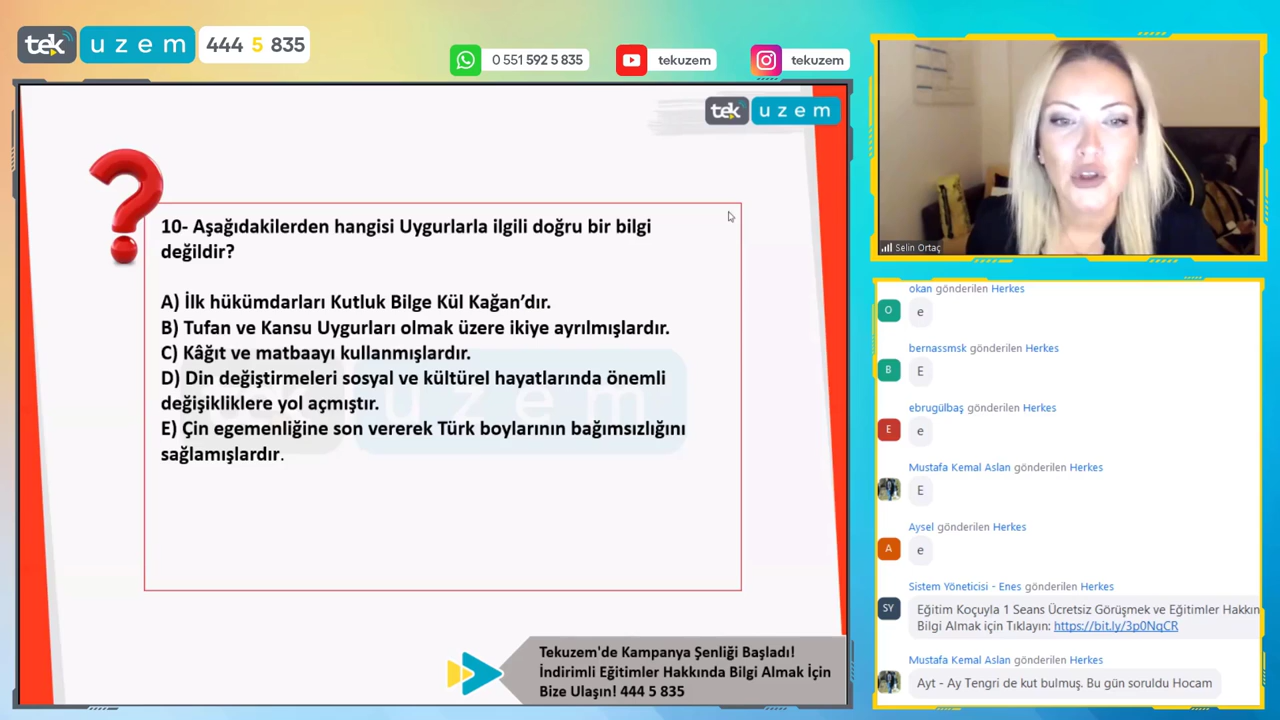 tek uzem 444 5 835
0 551 592 5 835
tekuzem
tekuzem
tek uzem
10- Aşağıdakilerden hangisi Uygurlarla ilgili doğru bir bilgi
değildir?
A) İlk hükümdarları Kutluk Bilge Kül Kağan’dır.
B) Tufan ve Kansu Uygurları olmak üzere ikiye ayrılmışlardır.
C) Kâğıt ve matbaayı kullanmışlardır.
D) Din değiştirmeleri sosyal ve kültürel hayatlarında önemli
değişikliklere yol açmıştır.
E) Çin egemenliğine son vererek Türk boylarının bağımsızlığını
sağlamışlardır.
uzem
Tekuzem'de Kampanya Şenliği Başladı!
İndirimli Eğitimler Hakkında Bilgi Almak İçin
Bize Ulaşın! 444 5 835
Selin Ortaç
okan gönderilen Herkes
O
e
bernassmsk gönderilen Herkes
B
E
ebrugülbaş gönderilen Herkes
E
e
Mustafa Kemal Aslan gönderilen Herkes
E
Aysel gönderilen Herkes
A
e
Sistem Yöneticisi - Enes gönderilen Herkes
SY
Eğitim Koçuyla 1 Seans Ücretsiz Görüşmek ve Eğitimler Hakkın
Bilgi Almak için Tıklayın: https://bit.ly/3p0NqCR
Mustafa Kemal Aslan gönderilen Herkes
Ayt - Ay Tengri de kut bulmuş. Bu gün soruldu Hocam